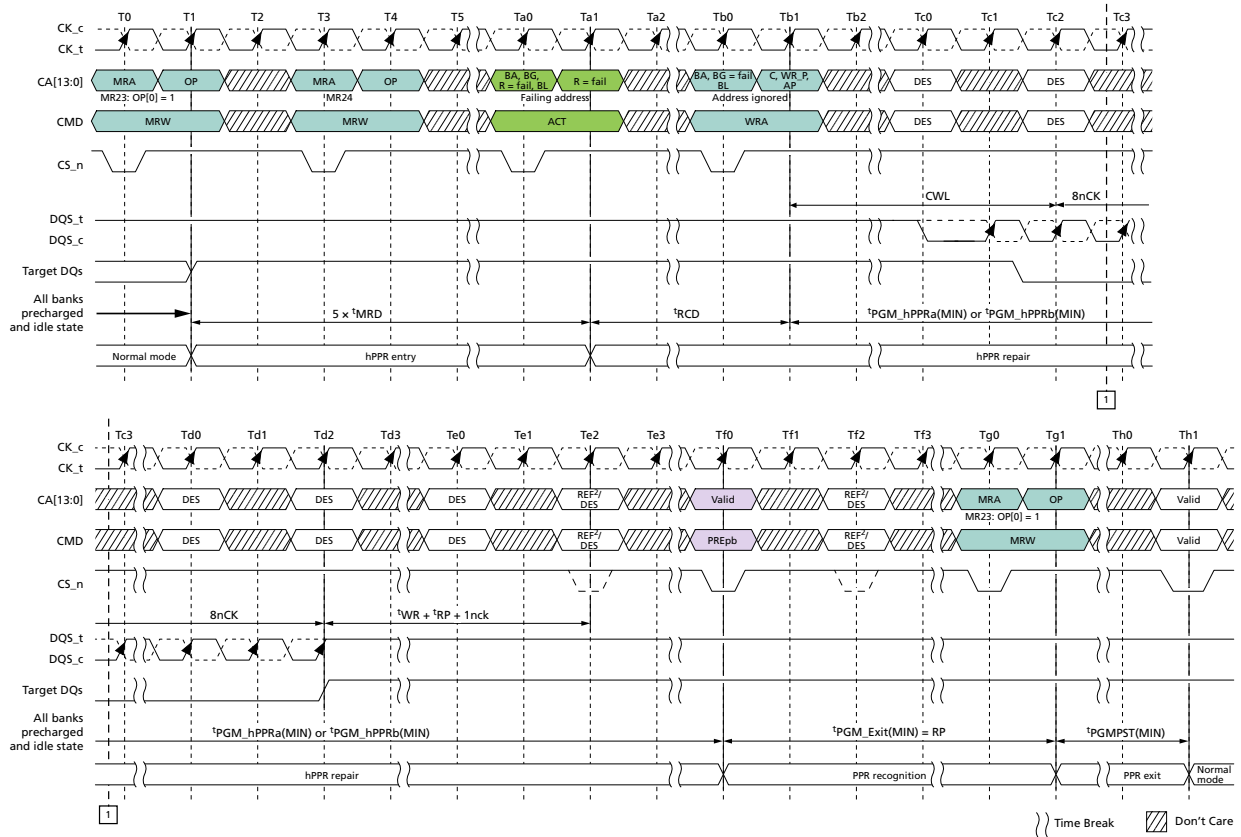 T0 T1 T2 T3 T4 T5 Ta0 Ta1 Ta2 Tb0 Tb1 Tb2 Tc0 Tc1 Tc2 Tc3
CK_c
CK_t
CA[13:0] MRA OP MRA OP BA, BG, R = fail, BL R = fail BA, BG = fail BL C, WR_P, AP DES DES
MR23: OP[0] = 1 MR24 Failing address Address ignored
CMD MRW MRW ACT WRA DES DES
CS_n
CWL 8nCK
DQS_t
DQS_c
Target DQs
All banks
precharged
and idle state
5 × tMRD tRCD tPGM_hPPRa(MIN) or tPGM_hPPRb(MIN)
Normal mode hPPR entry hPPR repair
1
Tc3 Td0 Td1 Td2 Td3 Te0 Te1 Te2 Te3 Tf0 Tf1 Tf2 Tf3 Tg0 Tg1 Th0 Th1
CK_c
CK_t
CA[13:0] DES DES DES REF2/ DES Valid REF2/ DES MRA OP Valid
MR23: OP[0] = 1
CMD DES DES DES REF2/ DES PREpb REF2/ DES MRW Valid
CS_n
8nCK tWR + tRP + 1nck
DQS_t
DQS_c
Target DQs
All banks
precharged
and idle state
tPGM_hPPRa(MIN) or tPGM_hPPRb(MIN) tPGM_Exit(MIN) = RP tPGMPST(MIN)
hPPR repair PPR recognition PPR exit Normal mode
1
Time Break Don't Care